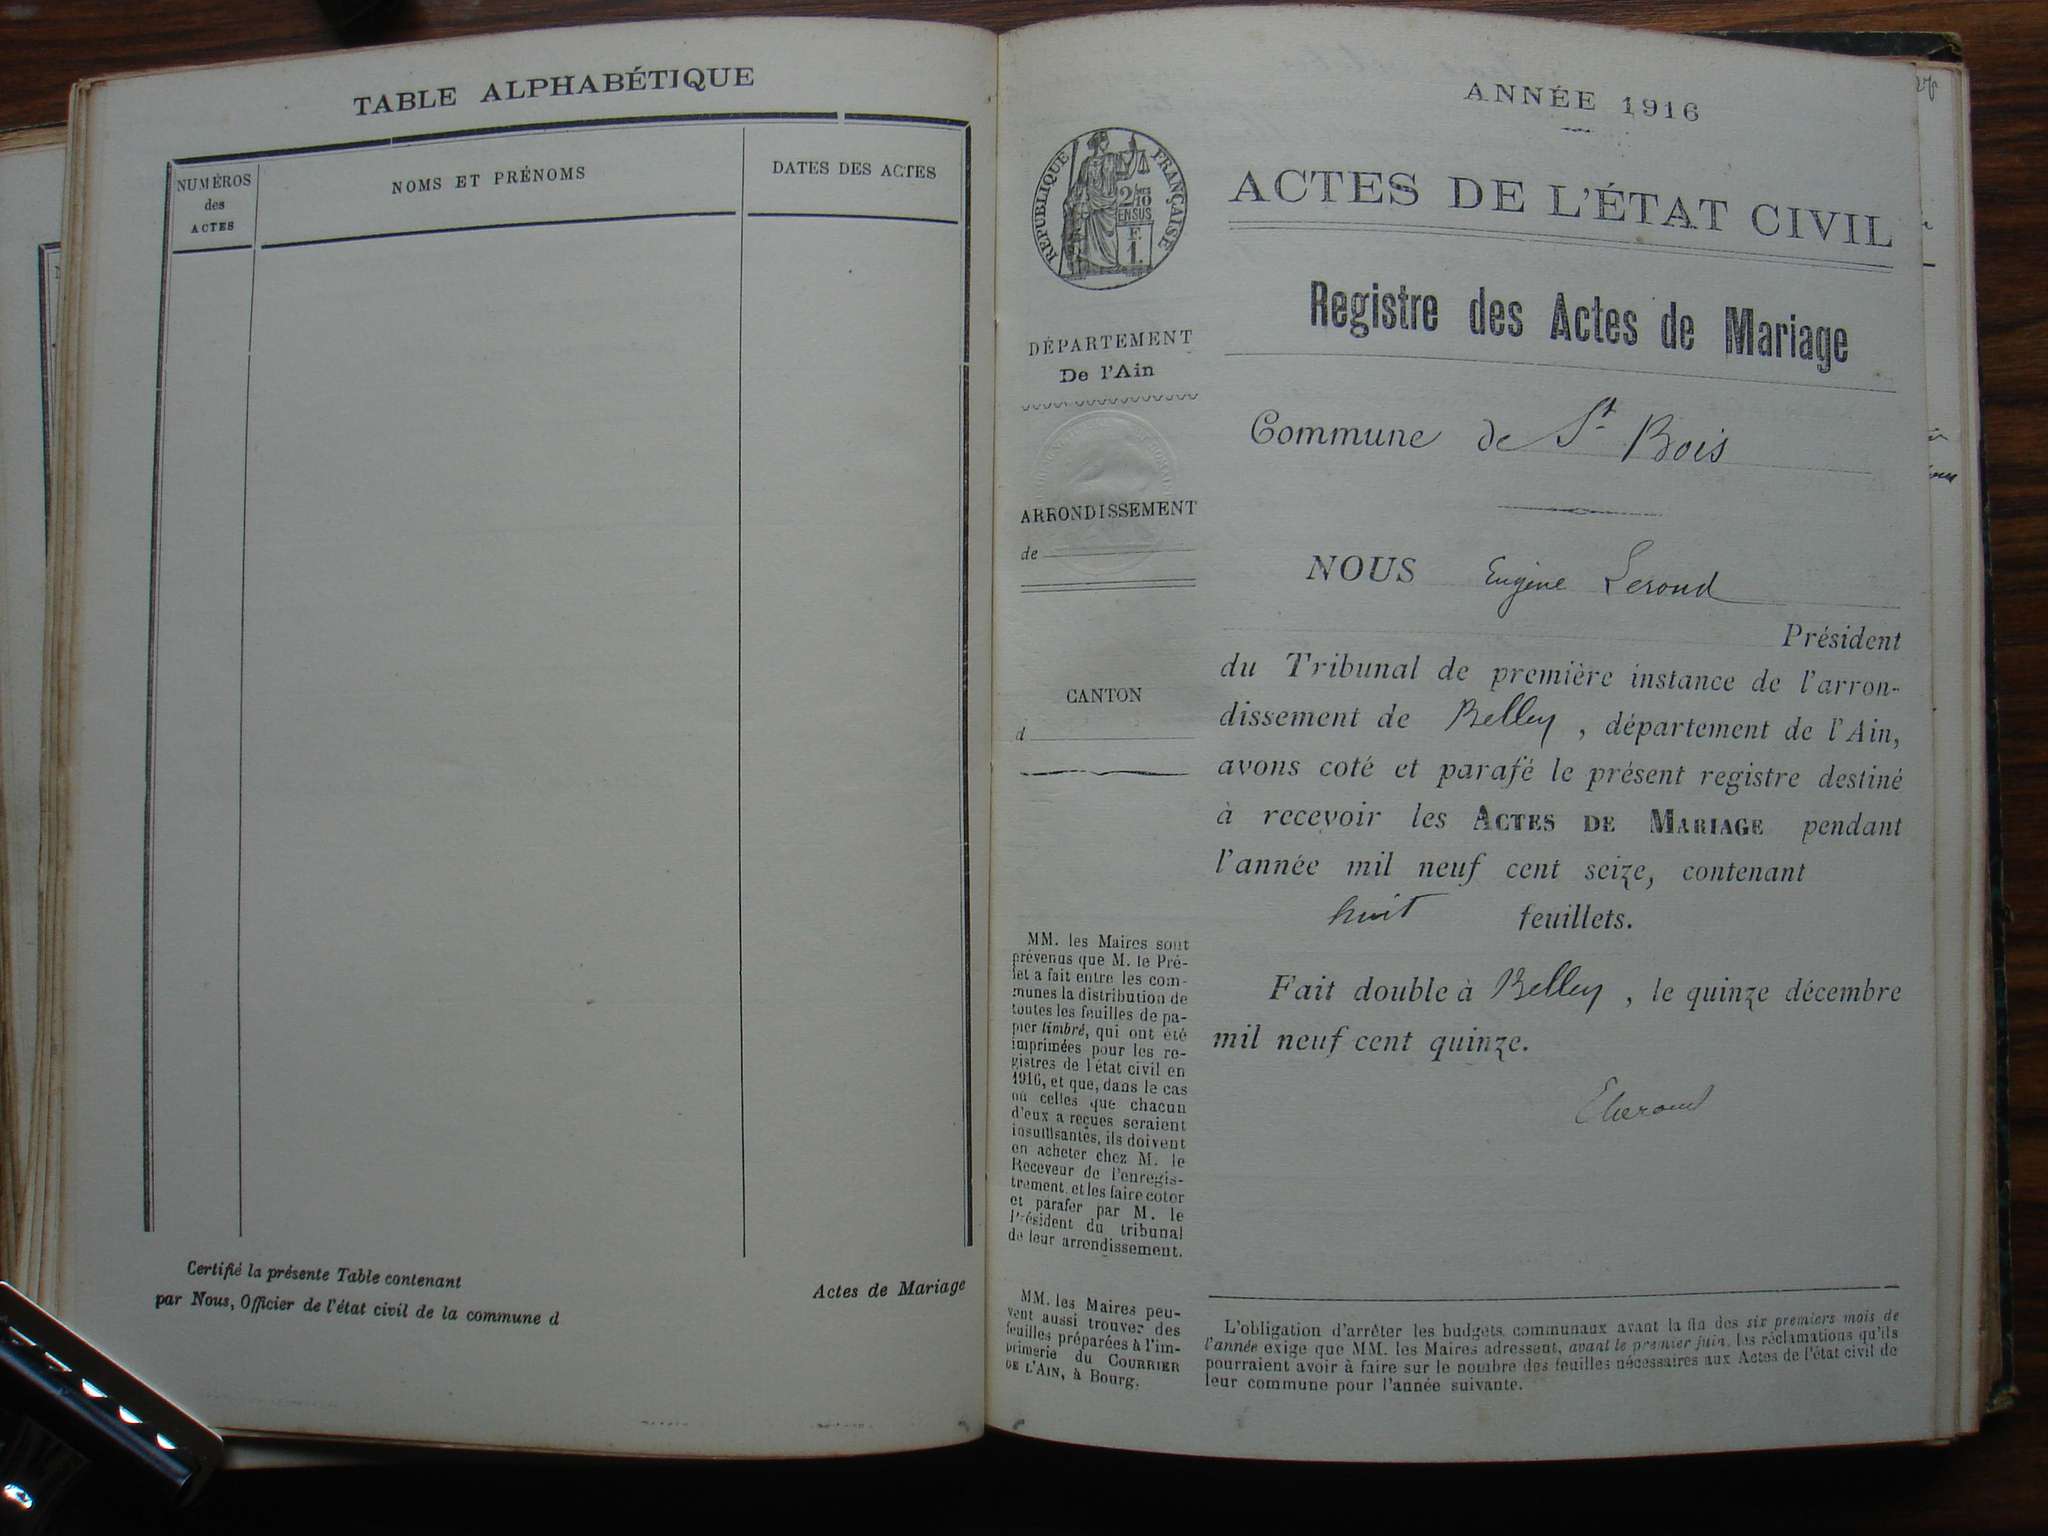 TABLE ALPHABÉTIQUE
NUMÉROS
des
ACTES
NOMS ET PRÉNOMS
DATES DES ACTES
Certifié la présente Table contenant
Actes de Mariage
par Nous, Officier de l'état civil de la commune d
ANNÉE 1916
RÉPUBLIQUE FRANÇAISE
2/10
EN SUS
F.
1.
ACTES DE L'ÉTAT CIVIL
Registre des Actes de Mariage
DÉPARTEMENT
De l'Ain
Commune de St Bois
ARRONDISSEMENT
de
CANTON
d
NOUS Eugène Leroud
Président
du Tribunal de première instance de l'arron-
dissement de Belley, département de l'Ain,
avons coté et parafé le présent registre destiné
à recevoir les ACTES DE MARIAGE pendant
l'année mil neuf cent seize, contenant
huit feuillets.
Fait double à Belley, le quinze décembre
mil neuf cent quinze.
MM. les Maires sont
prévenus que M. le Pré-
fet a fait entre les com-
munes la distribution de
toutes les feuilles de pa-
pier timbré, qui ont été
imprimées pour les re-
gistres de l'état civil en
1916, et que, dans le cas
où celles que chacun
d'eux a reçues seraient
insuffisantes, ils doivent
en acheter chez M. le
Receveur de l'enregis-
trement, et les faire coter
et parafer par M. le
Président du tribunal
de leur arrondissement.
MM. les Maires peu-
vent aussi trouver des
feuilles préparées à l'im-
primerie du COURRIER
DE L'AIN, à Bourg.
L'obligation d'arrêter les budgets communaux avant la fin des six premiers mois de
l'année exige que MM. les Maires adressent, avant le premier juin, les réclamations qu'ils
pourraient avoir à faire sur le nombre des feuilles nécessaires aux Actes de l'état civil de
leur commune pour l'année suivante.